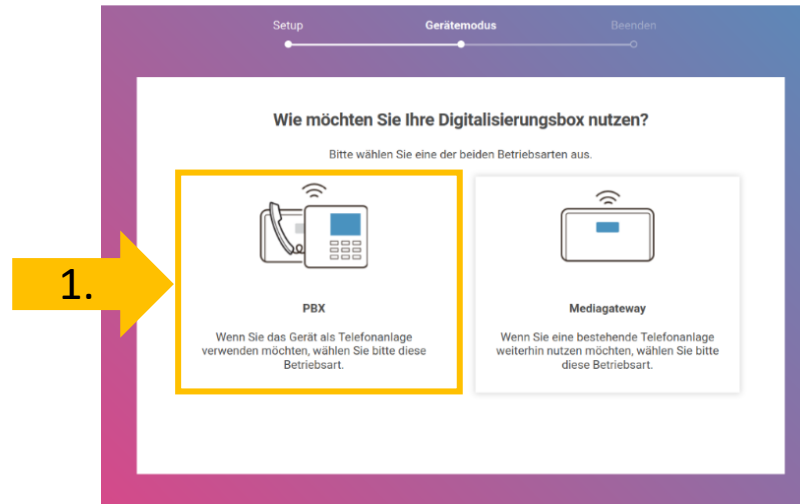 Setup
Gerätemodus
Beenden
Wie möchten Sie Ihre Digitalisierungsbox nutzen?
Bitte wählen Sie eine der beiden Betriebsarten aus.
1.
PBX
Wenn Sie das Gerät als Telefonanlage
verwenden möchten, wählen Sie bitte diese
Betriebsart.
Mediagateway
Wenn Sie eine bestehende Telefonanlage
weiterhin nutzen möchten, wählen Sie bitte
diese Betriebsart.